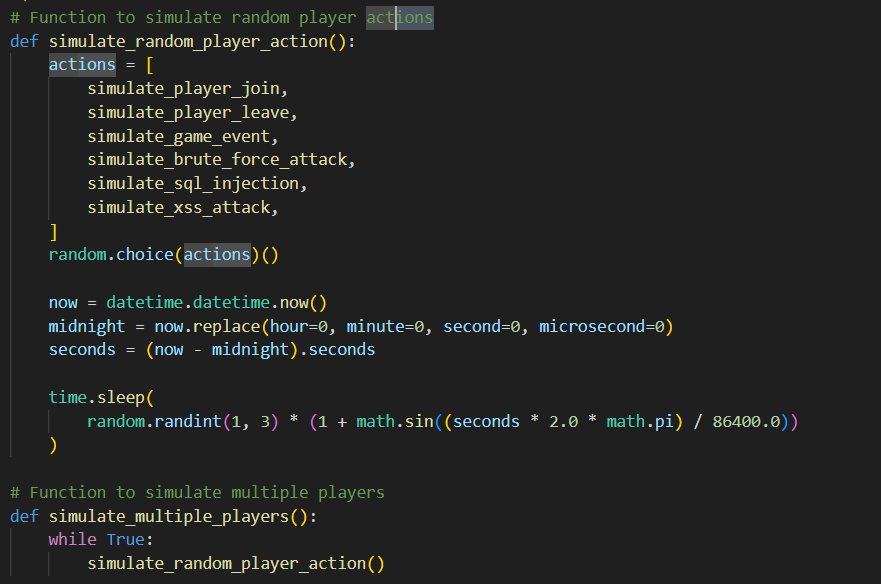 # Function to simulate random player actions
def simulate_random_player_action():
    actions = [
        simulate_player_join,
        simulate_player_leave,
        simulate_game_event,
        simulate_brute_force_attack,
        simulate_sql_injection,
        simulate_xss_attack,
    ]
    random.choice(actions)()
    now = datetime.datetime.now()
    midnight = now.replace(hour=0, minute=0, second=0, microsecond=0)
    seconds = (now - midnight).seconds
    time.sleep(
        random.randint(1, 3) * (1 + math.sin((seconds * 2.0 * math.pi) / 86400.0))
    )
# Function to simulate multiple players
def simulate_multiple_players():
    while True:
        simulate_random_player_action()